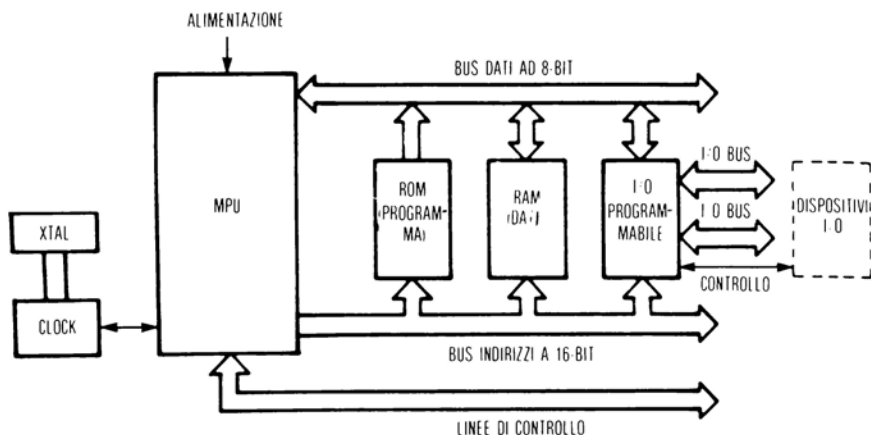 ALIMENTAZIONE
BUS DATI AD 8-BIT
MPU
ROM
(PROGRAM-
MA)
RAM
(DATI)
I/O
PROGRAM-
MABILE
I/O BUS
I/O BUS
DISPOSITIVI
I/O
CONTROLLO
XTAL
CLOCK
BUS INDIRIZZI A 16-BIT
LINEE DI CONTROLLO